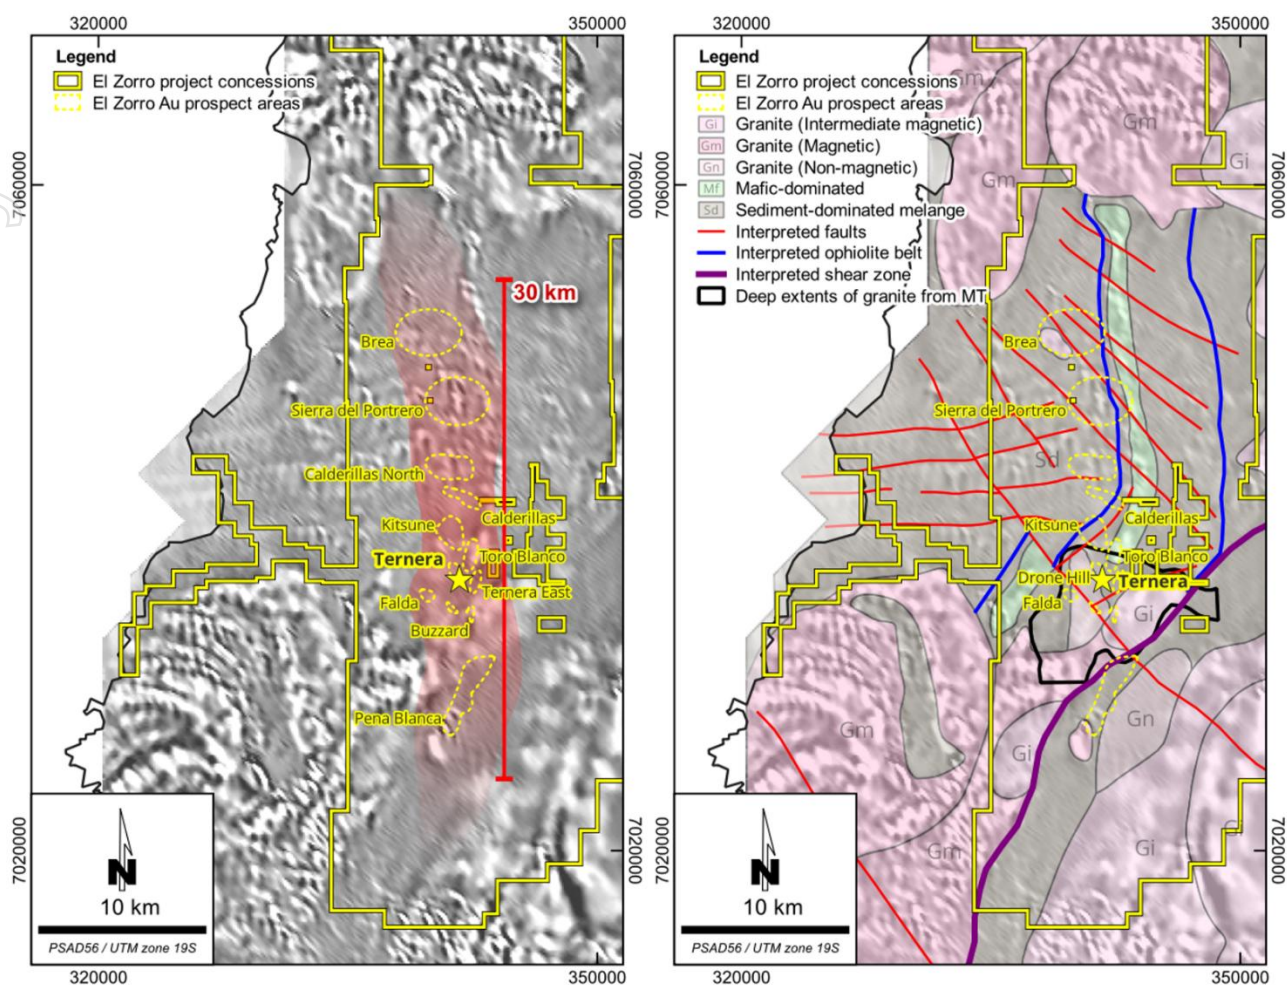 320000
350000
Legend
El Zorro project concessions
El Zorro Au prospect areas
7060000
7060000
30 km
Brea
Sierra del Portrero
Calderillas North
Kitsune
Calderillas
Ternera
Toro Blanco
Ternera East
Falda
Buzzard
Pena Blanca
7020000
7020000
N
10 km
PSAD56 / UTM zone 19S
320000
350000
320000
350000
Legend
El Zorro project concessions
El Zorro Au prospect areas
Gi Granite (Intermediate magnetic)
Gm Granite (Magnetic)
Gn Granite (Non-magnetic)
Mf Mafic-dominated
Sd Sediment-dominated melange
Interpreted faults
Interpreted ophiolite belt
Interpreted shear zone
Deep extents of granite from MT
Gm
Gm
Gi
Gm
7060000
7060000
Brea
Sierra del Portrero
Sd
Kitsune
Calderillas
Toro Blanco
Drone Hill
Ternera
Falda
Gi
Gm
Gn
Gi
Gm
Gi
Gi
7020000
7020000
N
10 km
PSAD56 / UTM zone 19S
320000
350000